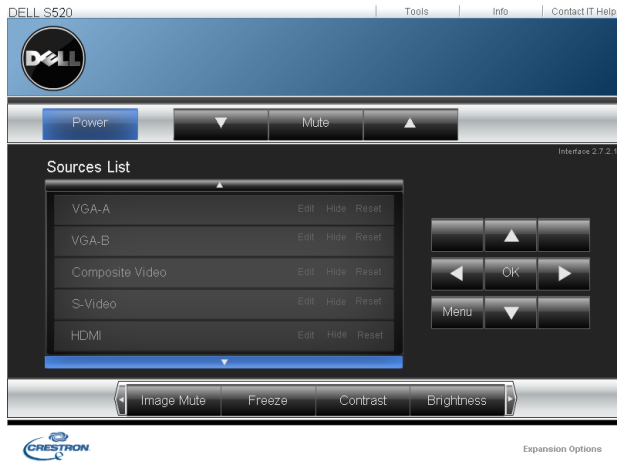 DELL S520
Tools
Info
Contact IT Help
DELL
Power
Mute
Interface 2.7.2.1
Sources List
VGA-A Edit Hide Reset
VGA-B Edit Hide Reset
Composite Video Edit Hide Reset
S-Video Edit Hide Reset
HDMI Edit Hide Reset
OK
Menu
Image Mute
Freeze
Contrast
Brightness
CRESTRON
Expansion Options